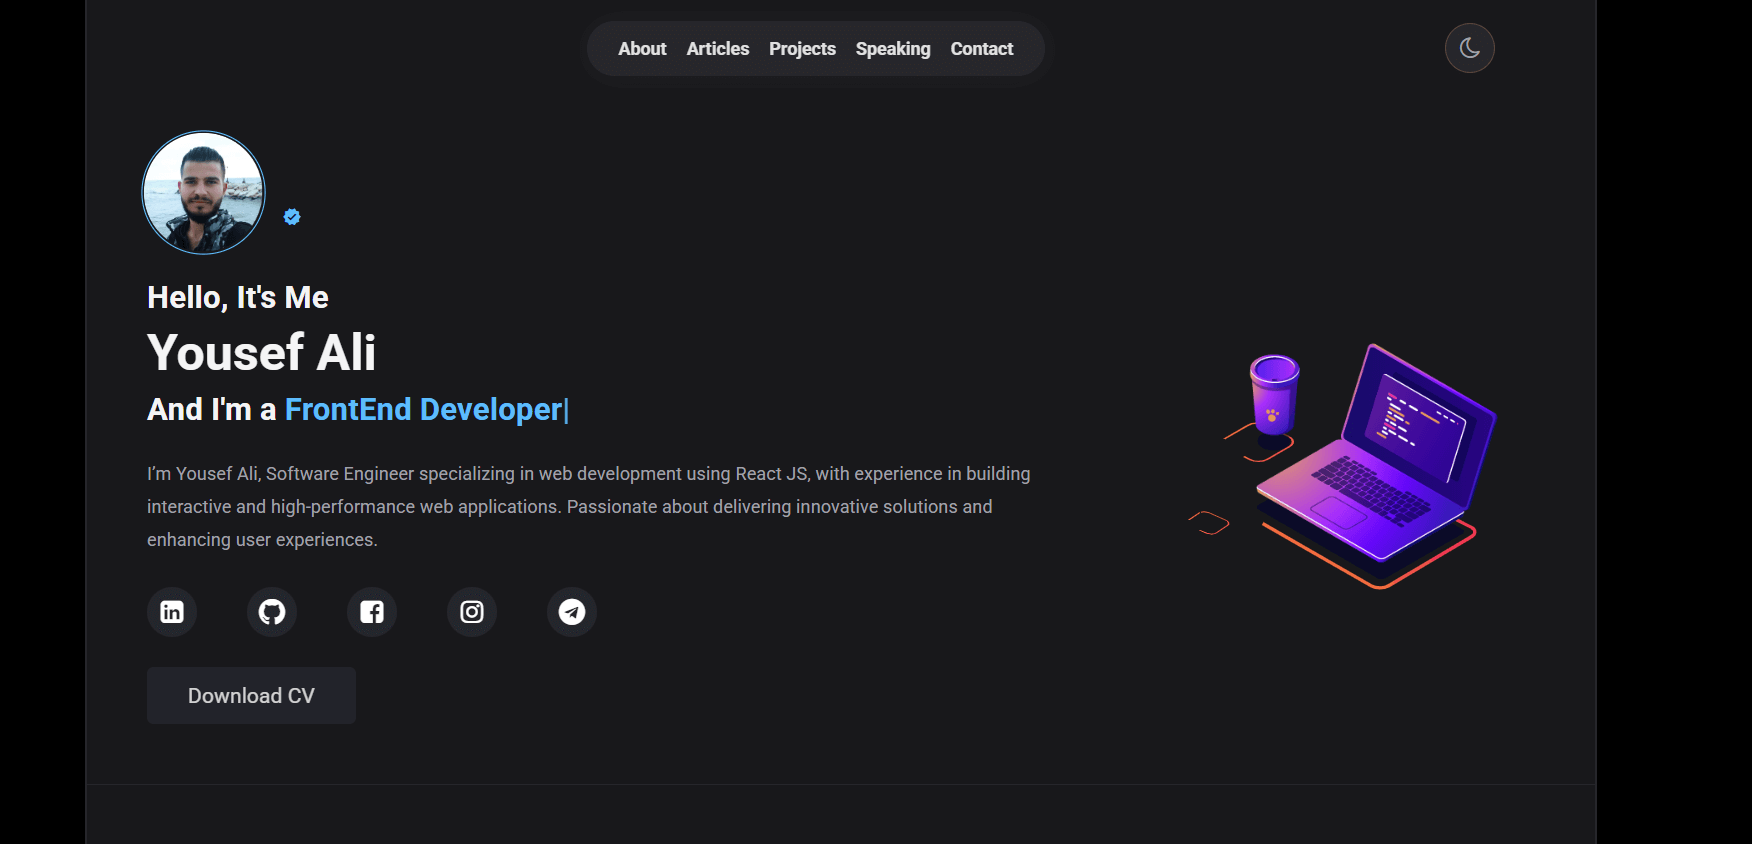 About Articles Projects Speaking Contact
Hello, It's Me
Yousef Ali
And I'm a FrontEnd Developer|
I’m Yousef Ali, Software Engineer specializing in web development using React JS, with experience in building
interactive and high-performance web applications. Passionate about delivering innovative solutions and
enhancing user experiences.
in
Download CV